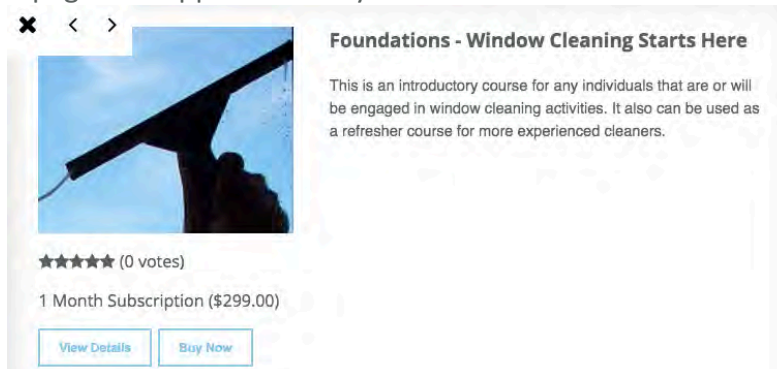 Foundations - Window Cleaning Starts Here
This is an introductory course for any individuals that are or will
be engaged in window cleaning activities. It also can be used as
a refresher course for more experienced cleaners.
★★★★★ (0 votes)
1 Month Subscription ($299.00)
View Details
Buy Now